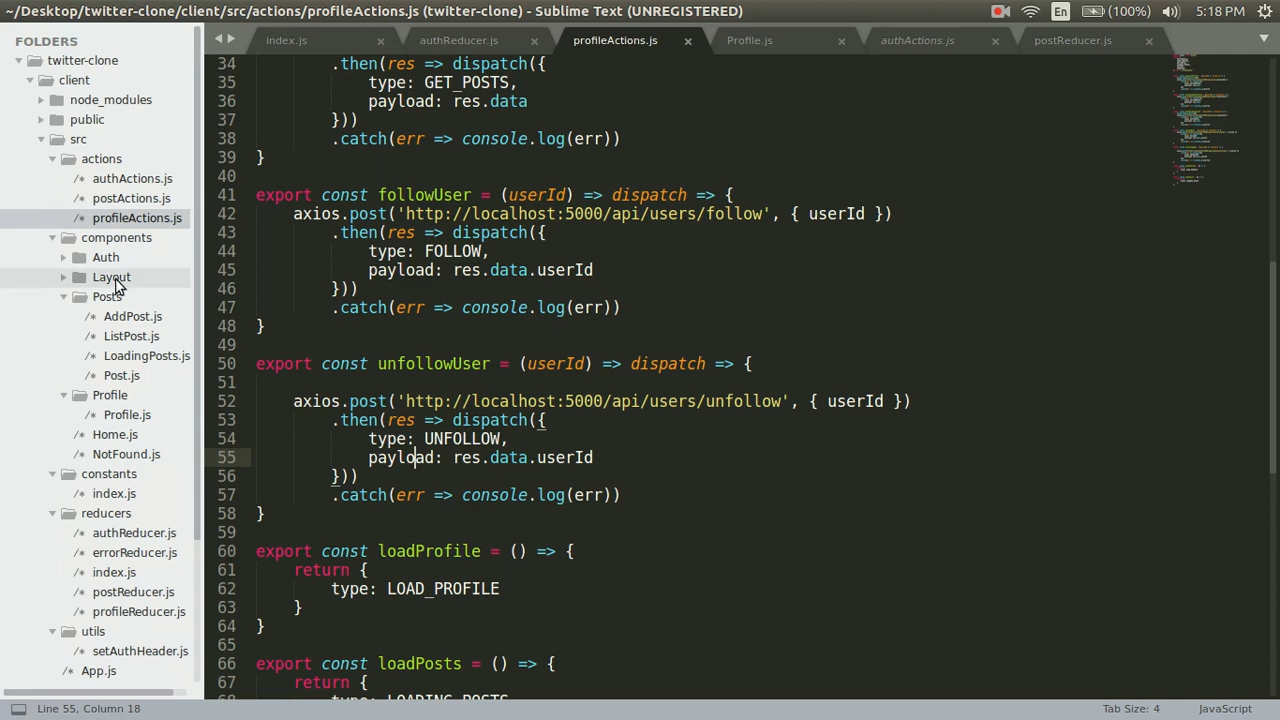 ~/Desktop/twitter-clone/client/src/actions/profileActions.js (twitter-clone) - Sublime Text (UNREGISTERED)
En
(100%)
5:18 PM
FOLDERS
twitter-clone
client
node_modules
public
src
actions
/* authActions.js
/* postActions.js
/* profileActions.js
components
Auth
Layout
Posts
/* AddPost.js
/* ListPost.js
/* LoadingPosts.js
/* Post.js
Profile
/* Profile.js
/* Home.js
/* NotFound.js
constants
/* index.js
reducers
/* authReducer.js
/* errorReducer.js
/* index.js
/* postReducer.js
/* profileReducer.js
utils
/* setAuthHeader.js
/* App.js
index.js × authReducer.js × profileActions.js × Profile.js × authActions.js × postReducer.js ×
34 .then(res => dispatch({
35 type: GET_POSTS,
36 payload: res.data
37 }))
38 .catch(err => console.log(err))
39 }
40
41 export const followUser = (userId) => dispatch => {
42 axios.post('http://localhost:5000/api/users/follow', { userId })
43 .then(res => dispatch({
44 type: FOLLOW,
45 payload: res.data.userId
46 }))
47 .catch(err => console.log(err))
48 }
49
50 export const unfollowUser = (userId) => dispatch => {
51
52 axios.post('http://localhost:5000/api/users/unfollow', { userId })
53 .then(res => dispatch({
54 type: UNFOLLOW,
55 payload: res.data.userId
56 }))
57 .catch(err => console.log(err))
58 }
59
60 export const loadProfile = () => {
61 return {
62 type: LOAD_PROFILE
63 }
64 }
65
66 export const loadPosts = () => {
67 return {
68 type: LOADING_POSTS
Line 55, Column 18
Tab Size: 4
JavaScript